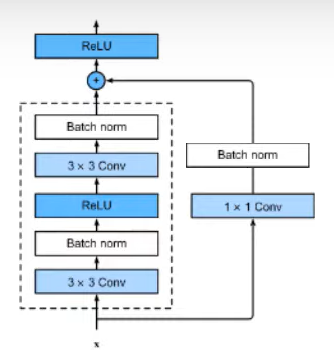 ReLU
+
Batch norm
3 × 3 Conv
ReLU
Batch norm
3 × 3 Conv
Batch norm
1 × 1 Conv
x